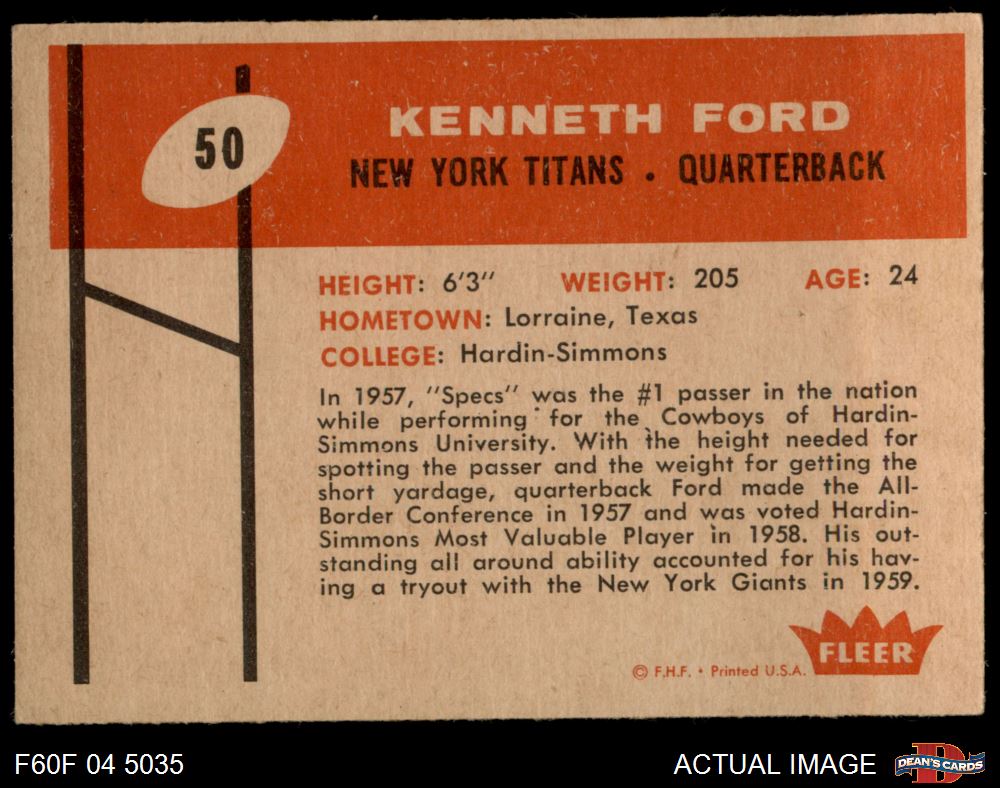 50
KENNETH FORD
NEW YORK TITANS . QUARTERBACK
HEIGHT: 6'3" WEIGHT: 205 AGE: 24
HOMETOWN: Lorraine, Texas
COLLEGE: Hardin-Simmons
In 1957, "Specs" was the #1 passer in the nation
while performing for the Cowboys of Hardin-
Simmons University. With the height needed for
spotting the passer and the weight for getting the
short yardage, quarterback Ford made the All-
Border Conference in 1957 and was voted Hardin-
Simmons Most Valuable Player in 1958. His out-
standing all around ability accounted for his hav-
ing a tryout with the New York Giants in 1959.
FLEER
© F.H.F. • Printed U.S.A.
F60F 04 5035
ACTUAL IMAGE
D
DEAN'S CARDS